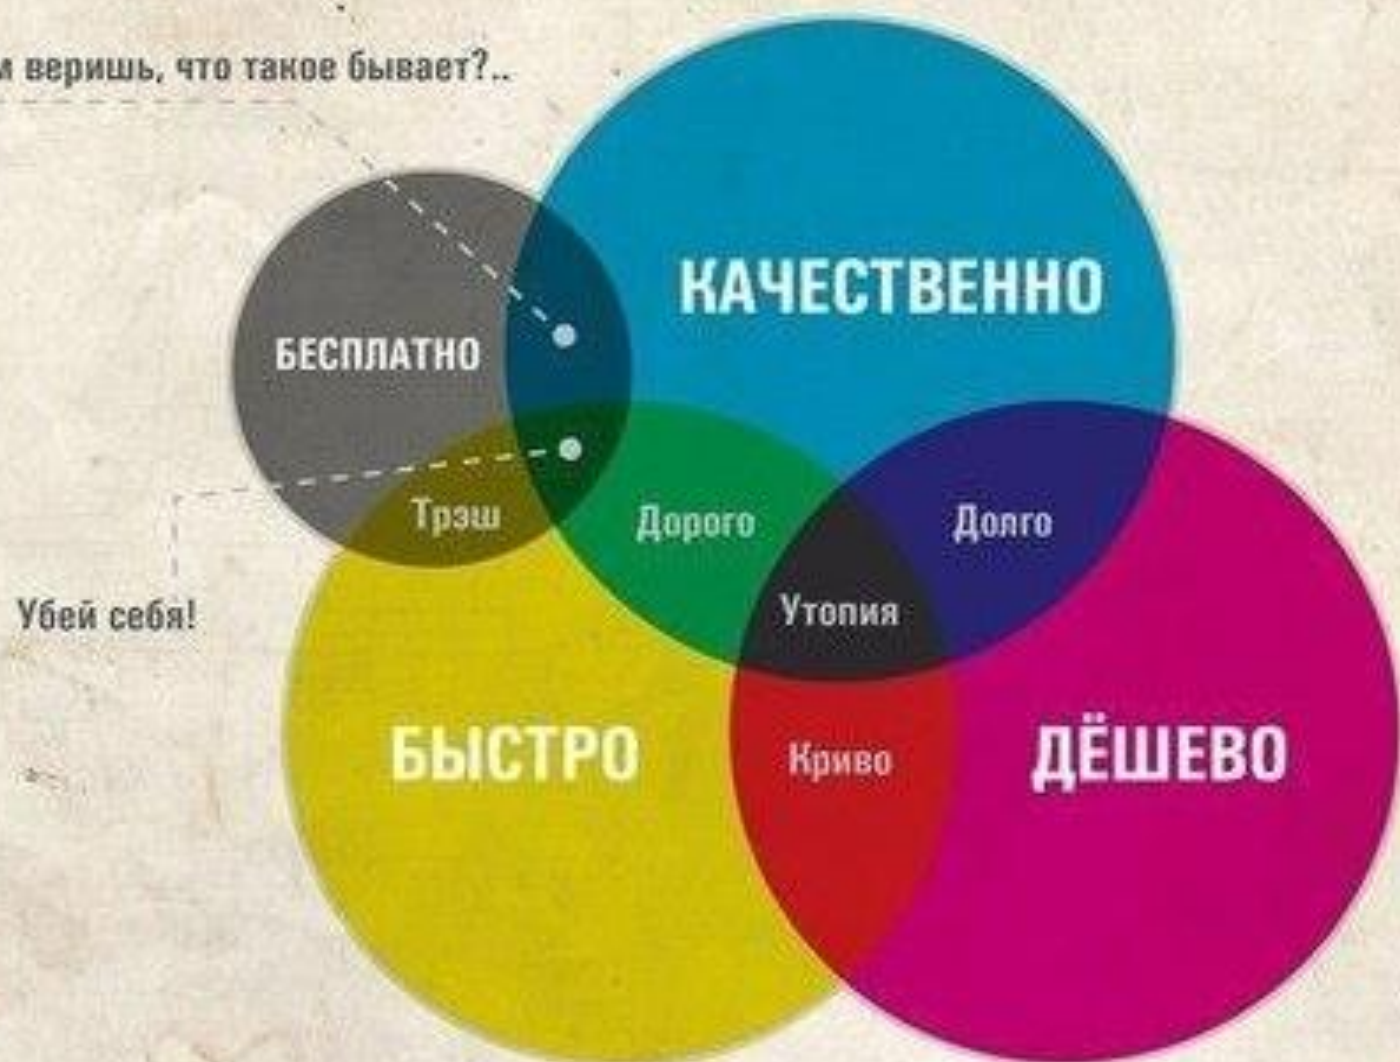 веришь, что такое бывает?..
КАЧЕСТВЕННО
БЕСПЛАТНО
Трэш
Дорого
Долго
Утопия
Убей себя!
БЫСТРО
Криво
ДЁШЕВО